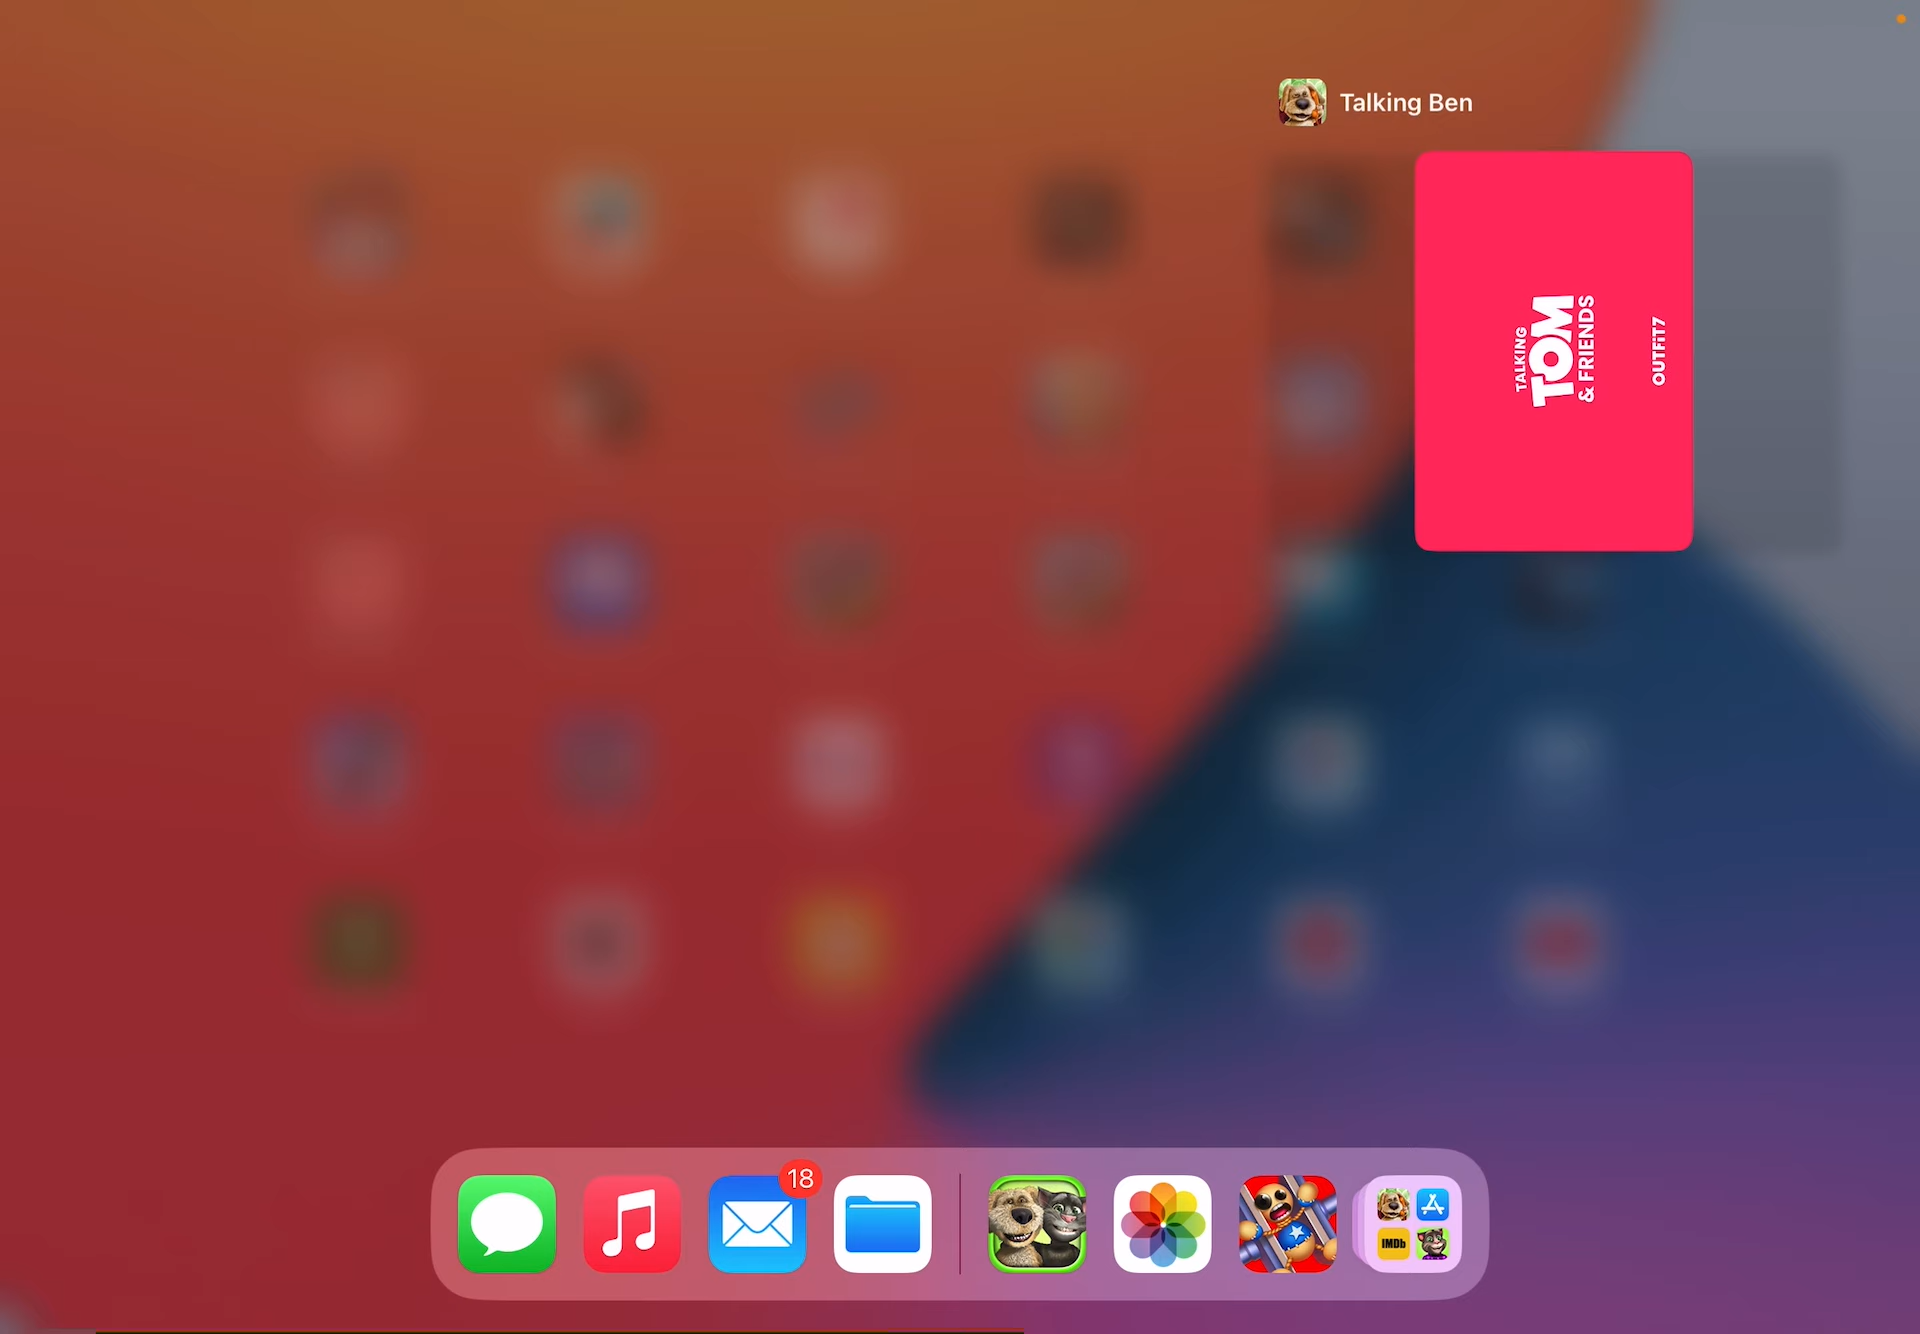 Talking Ben
TALKING
TOM
& FRIENDS
OUTFIT7
18
IMDb